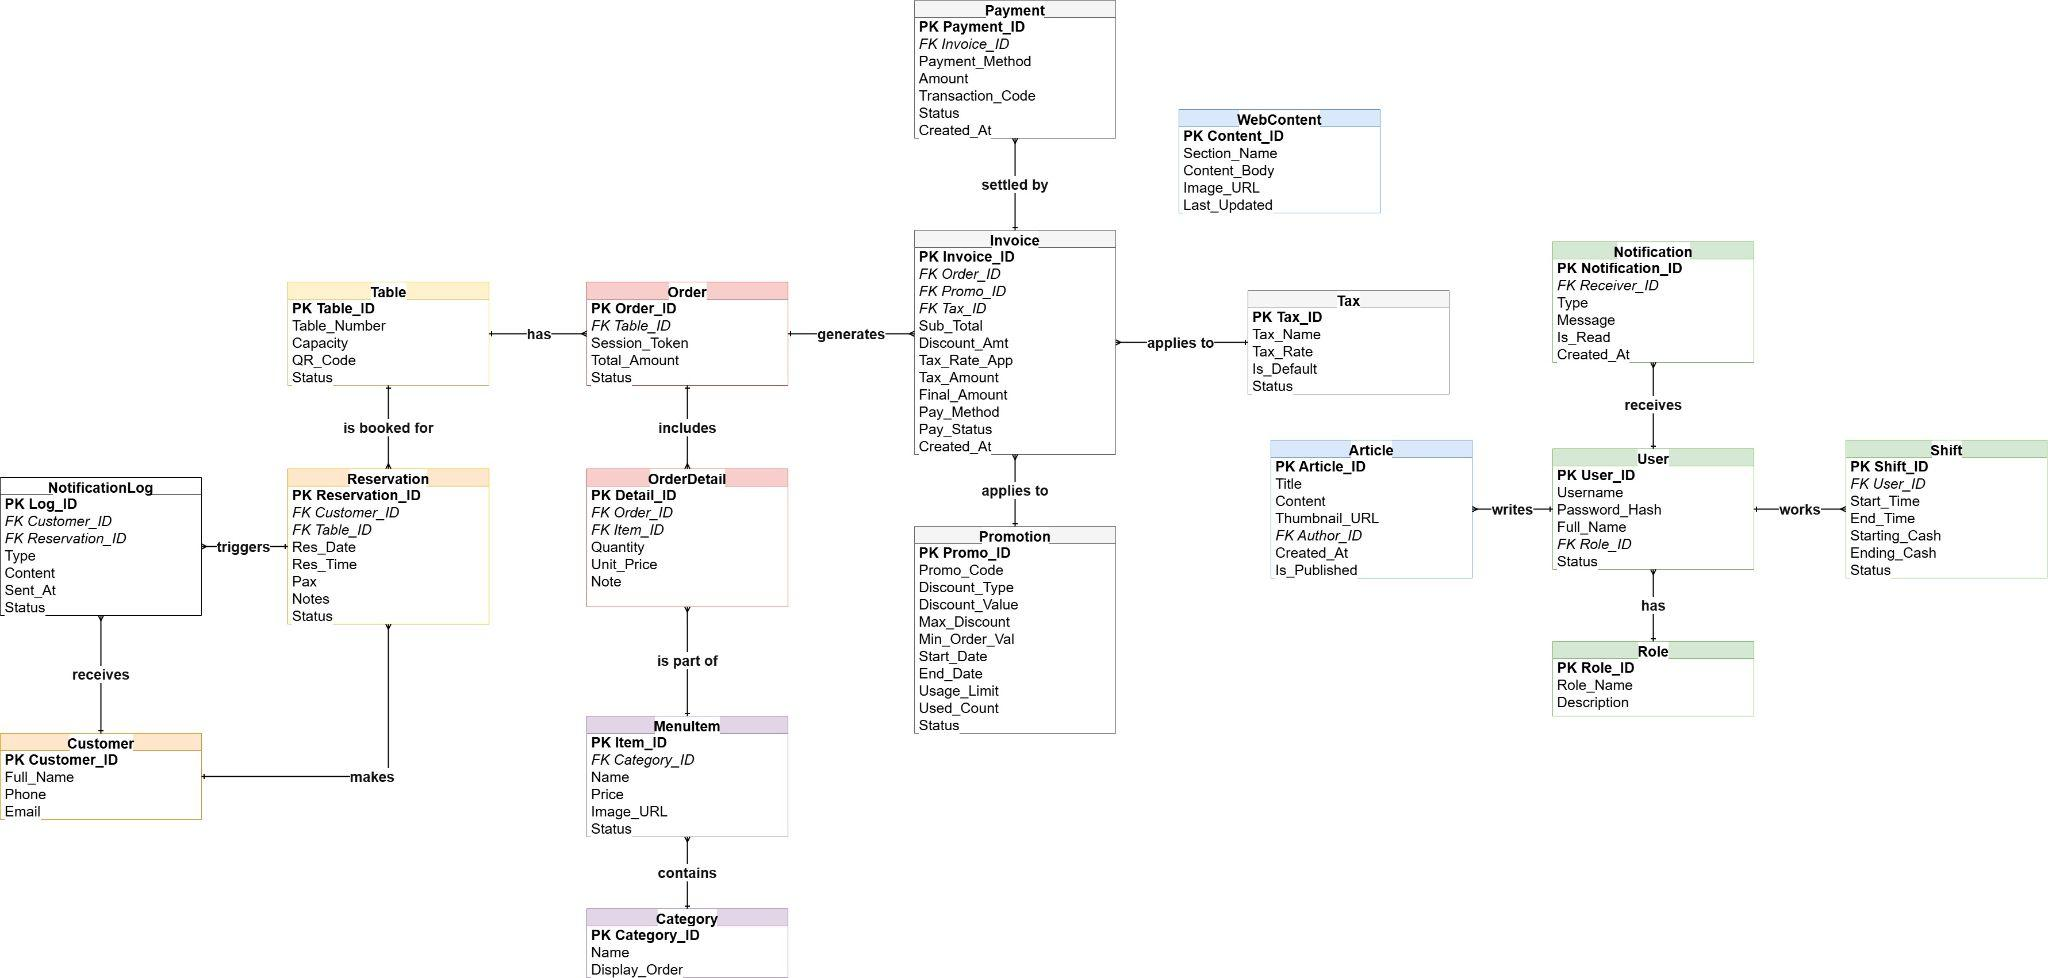 Payment
PK Payment_ID
FK Invoice_ID
Payment_Method
Amount
Transaction_Code
Status
Created_At
settled by
WebContent
PK Content_ID
Section_Name
Content_Body
Image_URL
Last_Updated
Invoice
PK Invoice_ID
FK Order_ID
FK Promo_ID
FK Tax_ID
Sub_Total
Discount_Amt
Tax_Rate_App
Tax_Amount
Final_Amount
Pay_Method
Pay_Status
Created_At
Notification
PK Notification_ID
FK Receiver_ID
Type
Message
Is_Read
Created_At
Table
PK Table_ID
Table_Number
Capacity
QR_Code
Status
has
Order
PK Order_ID
FK Table_ID
Session_Token
Total_Amount
Status
generates
applies to
Tax
PK Tax_ID
Tax_Name
Tax_Rate
Is_Default
Status
receives
is booked for
includes
applies to
NotificationLog
PK Log_ID
FK Customer_ID
FK Reservation_ID
Type
Content
Sent_At
Status
triggers
Reservation
PK Reservation_ID
FK Customer_ID
FK Table_ID
Res_Date
Res_Time
Pax
Notes
Status
OrderDetail
PK Detail_ID
FK Order_ID
FK Item_ID
Quantity
Unit_Price
Note
Promotion
PK Promo_ID
Promo_Code
Discount_Type
Discount_Value
Max_Discount
Min_Order_Val
Start_Date
End_Date
Usage_Limit
Used_Count
Status
Article
PK Article_ID
Title
Content
Thumbnail_URL
FK Author_ID
Created_At
Is_Published
writes
User
PK User_ID
Username
Password_Hash
Full_Name
FK Role_ID
Status
works
Shift
PK Shift_ID
FK User_ID
Start_Time
End_Time
Starting_Cash
Ending_Cash
Status
has
Role
PK Role_ID
Role_Name
Description
receives
is part of
Customer
PK Customer_ID
Full_Name
Phone
Email
makes
MenuItem
PK Item_ID
FK Category_ID
Name
Price
Image_URL
Status
contains
Category
PK Category_ID
Name
Display_Order